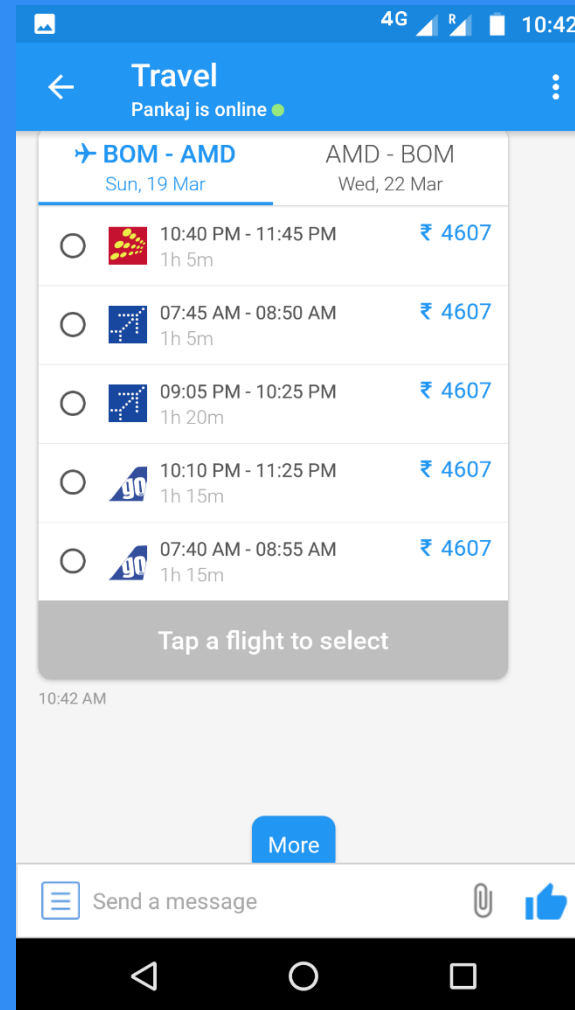 4G R 10:42
Travel
Pankaj is online
BOM - AMD AMD - BOM
Sun, 19 Mar Wed, 22 Mar
10:40 PM - 11:45 PM ₹ 4607
1h 5m
07:45 AM - 08:50 AM ₹ 4607
1h 5m
09:05 PM - 10:25 PM ₹ 4607
1h 20m
10:10 PM - 11:25 PM ₹ 4607
go
1h 15m
07:40 AM - 08:55 AM ₹ 4607
go
1h 15m
Tap a flight to select
10:42 AM
More
Send a message